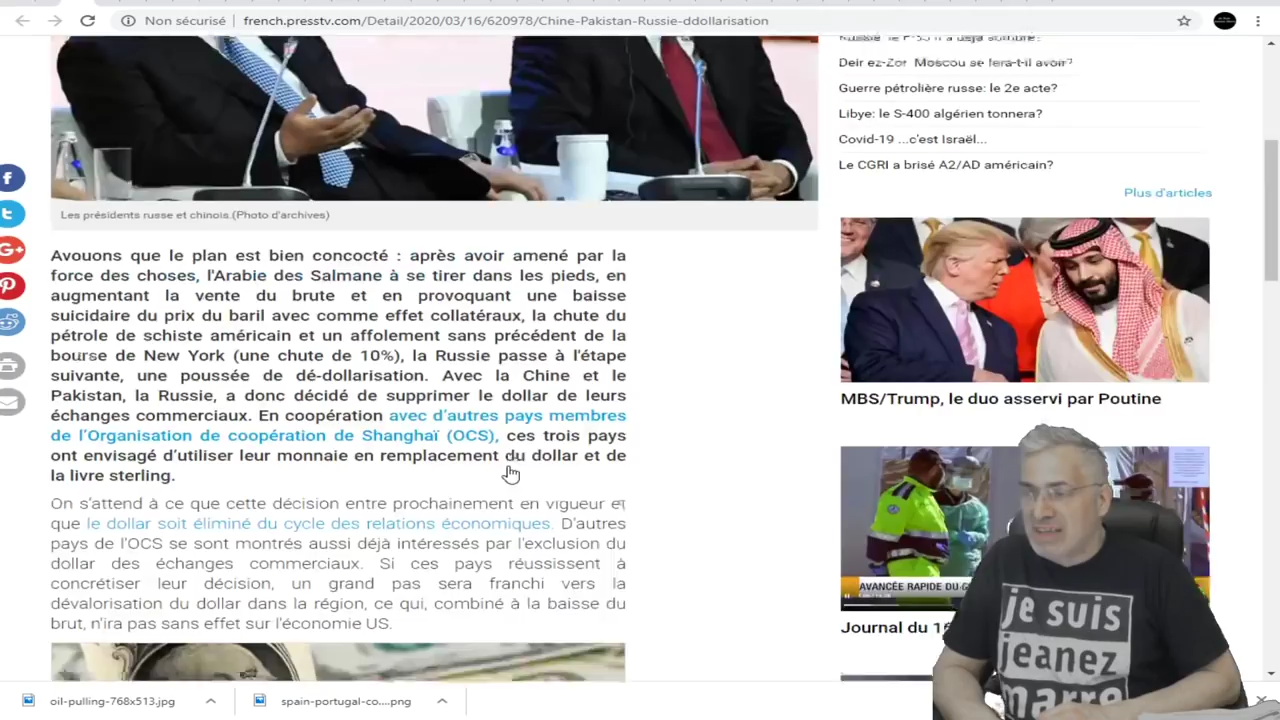 Non sécurisé | french.presstv.com/Detail/2020/03/16/620978/Chine-Pakistan-Russie-ddollarisation
Deir ez-Zor Moscou se fera-t-il avoir?
Guerre pétrolière russe: le 2e acte?
Libye: le S-400 algérien tonnera?
Covid-19 ...c'est Israël...
Le CGRI a brisé A2/AD américain?
Plus d'articles
Les présidents russe et chinois.(Photo d'archives)
Avouons que le plan est bien concocté : après avoir amené par la
force des choses, l'Arabie des Salmane à se tirer dans les pieds, en
augmentant la vente du brute et en provoquant une baisse
suicidaire du prix du baril avec comme effet collatéraux, la chute du
pétrole de schiste américain et un affolement sans précédent de la
bourse de New York (une chute de 10%), la Russie passe à l'étape
suivante, une poussée de dé-dollarisation. Avec la Chine et le
Pakistan, la Russie, a donc décidé de supprimer le dollar de leurs
échanges commerciaux. En coopération avec d'autres pays membres
de l'Organisation de coopération de Shanghaï (OCS), ces trois pays
ont envisagé d'utiliser leur monnaie en remplacement du dollar et de
la livre sterling.
On s'attend à ce que cette décision entre prochainement en vigueur et
que le dollar soit éliminé du cycle des relations économiques. D'autres
pays de l'OCS se sont montrés aussi déjà intéressés par l'exclusion du
dollar des échanges commerciaux. Si ces pays réussissent à
concrétiser leur décision, un grand pas sera franchi vers la
dévalorisation du dollar dans la région, ce qui, combiné à la baisse du
brut, n'ira pas sans effet sur l'économie US.
MBS/Trump, le duo asservi par Poutine
AVANCÉE RAPIDE DU
Journal du
je suis
jeanez
marre
oil-pulling-768x513.jpg
spain-portugal-co....png